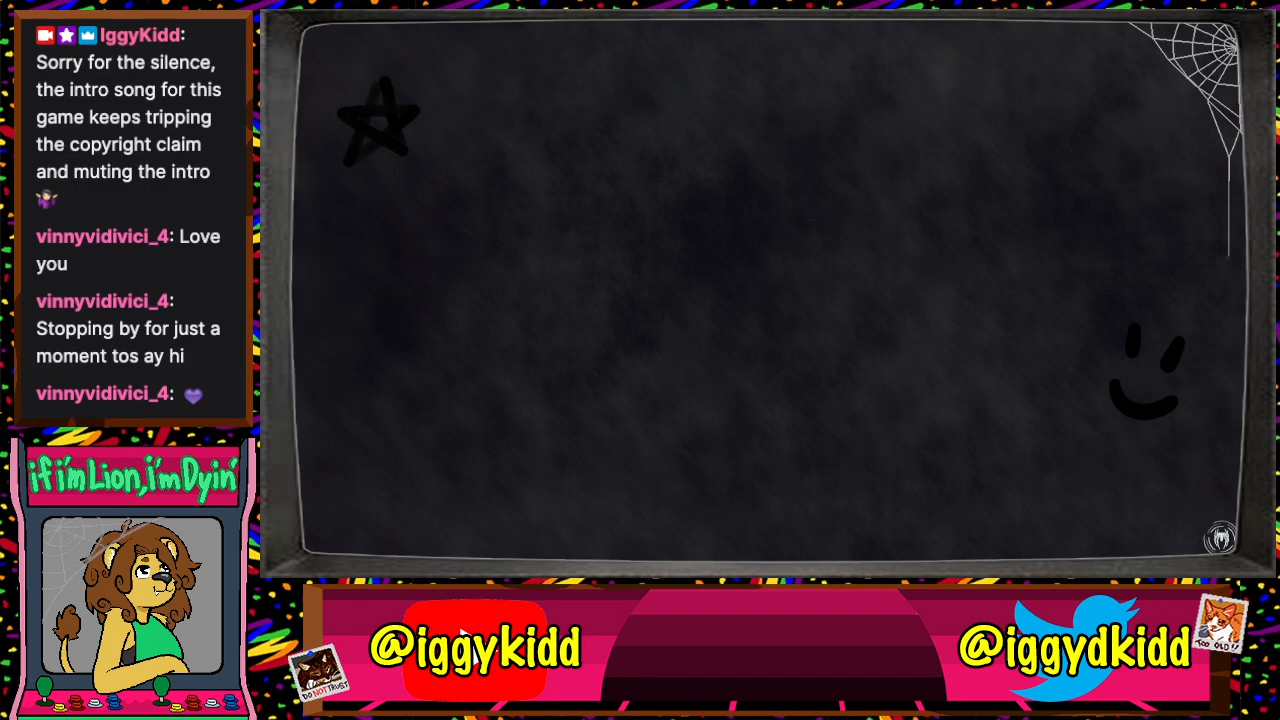 IggyKidd:
Sorry for the silence,
the intro song for this
game keeps tripping
the copyright claim
and muting the intro
vinnyvidivici_4: Love
you
vinnyvidivici_4:
Stopping by for just a
moment tos ay hi
vinnyvidivici_4:
if i'm Lion, i'm Dyin'
@iggykidd
@iggydkidd
DO NOT TRUST
TOO OLD